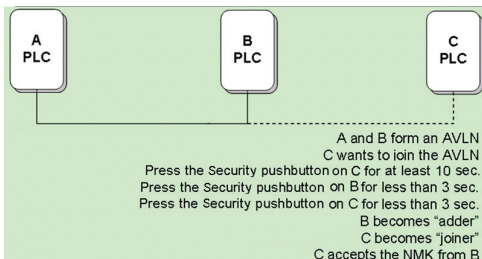 A
PLC
B
PLC
C
PLC
A and B form an AVLN
C wants to join the AVLN
Press the Security pushbutton on C for at least 10 sec.
Press the Security pushbutton on B for less than 3 sec.
Press the Security pushbutton on C for less than 3 sec.
B becomes “adder”
C becomes “joiner”
C accepts the NMK from B